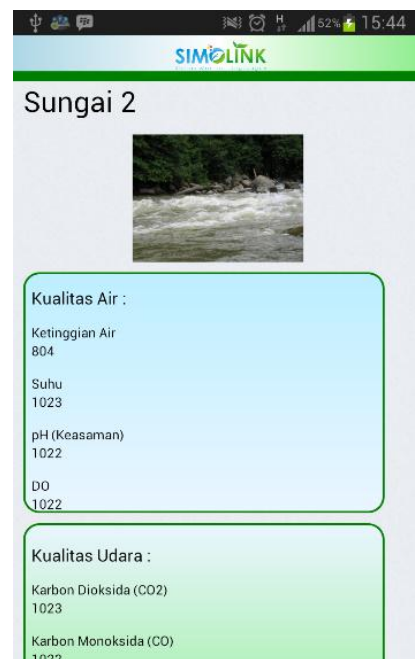 52% 15:44
SIMOLINK
Sungai 2
Kualitas Air :
Ketinggian Air
804
Suhu
1023
pH (Keasaman)
1022
DO
1022
Kualitas Udara :
Karbon Dioksida (CO2)
1023
Karbon Monoksida (CO)